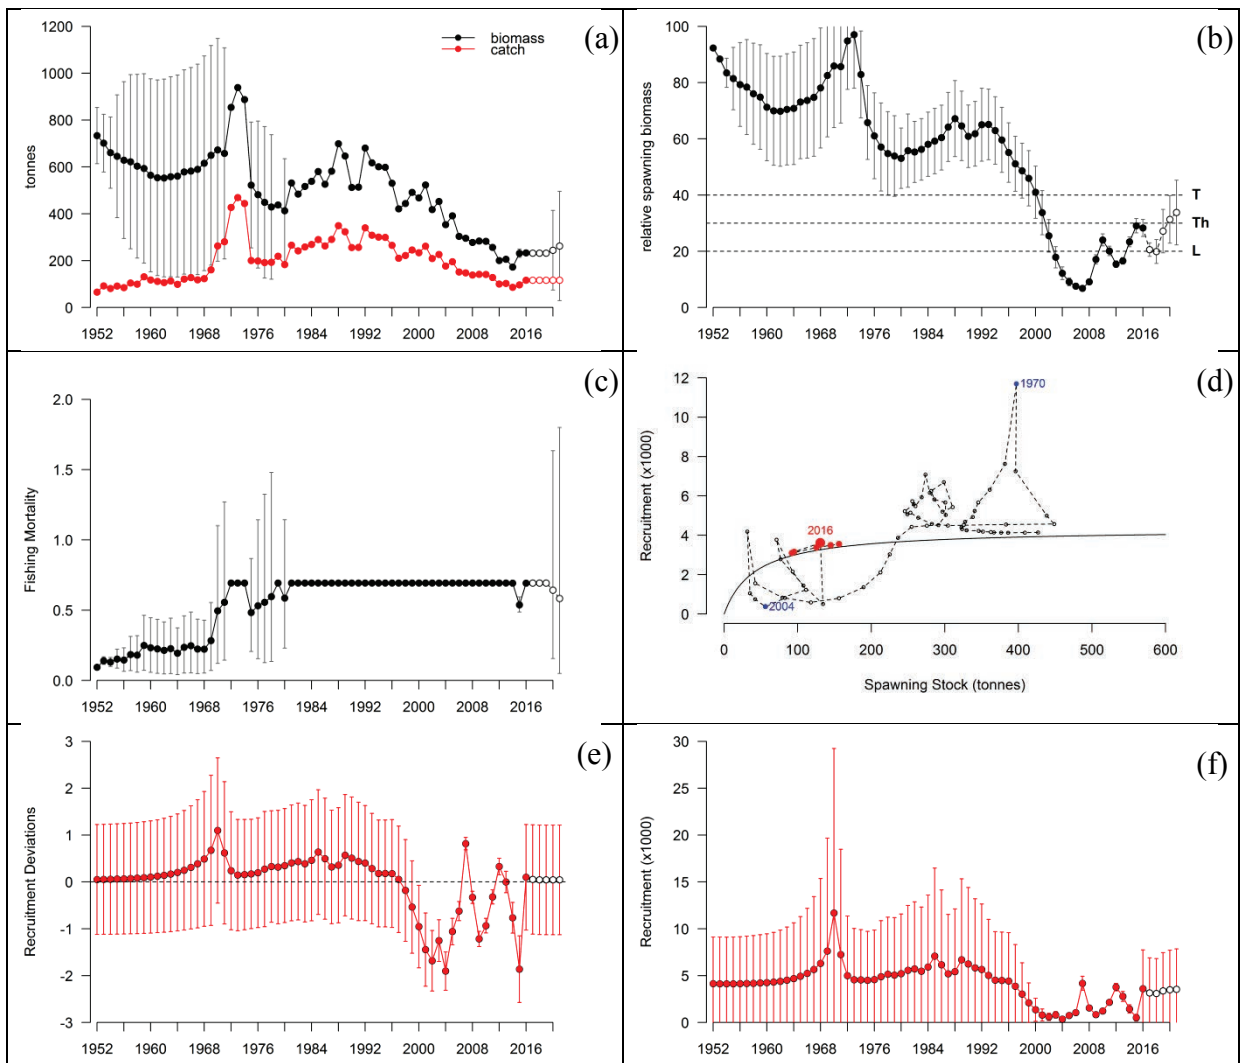 (a)
biomass
catch
tonnes
1200
1000
800
600
400
200
0
1952 1960 1968 1976 1984 1992 2000 2008 2016
(b)
relative spawning biomass
100
80
60
40
20
0
T
Th
L
1952 1960 1968 1976 1984 1992 2000 2008 2016
(c)
Fishing Mortality
2.0
1.5
1.0
0.5
0.0
1952 1960 1968 1976 1984 1992 2000 2008 2016
(d)
Recruitment (x1000)
12
10
8
6
4
2
0
1970
2016
2004
0 100 200 300 400 500 600
Spawning Stock (tonnes)
(e)
Recruitment Deviations
3
2
1
0
-1
-2
-3
1952 1960 1968 1976 1984 1992 2000 2008 2016
(f)
Recruitment (x1000)
30
25
20
15
10
5
0
1952 1960 1968 1976 1984 1992 2000 2008 2016